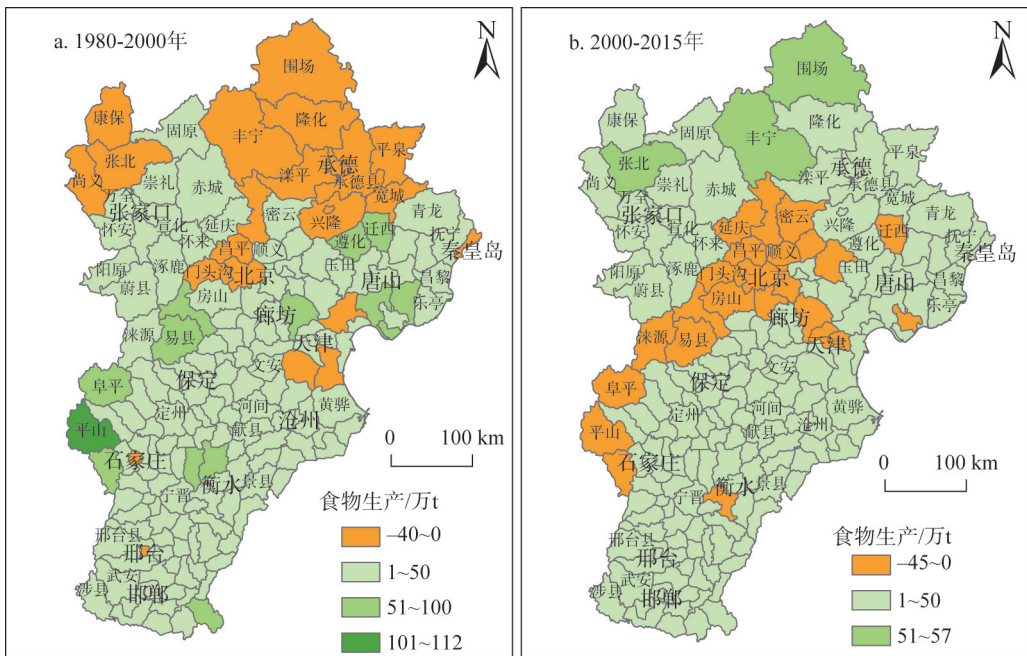 a. 1980-2000年
N
围场
康保
固原
丰宁
隆化
张北
平泉
尚义
承德
滦平
承德县
崇礼
赤城
宽城
万全
张家口
密云
兴隆
青龙
怀安
宣化
延庆
迁西
怀来
遵化
抚宁
昌平
顺义
秦皇岛
阳原
涿鹿
门头沟
北京
玉田
唐山
昌黎
蔚县
房山
乐亭
廊坊
涞源
易县
天津
文安
保定
阜平
定州
河间
黄骅
沧州
献县
平山
0 100 km
石家庄
衡水
景县
宁晋
邢台县
邢台
武安
涉县
邯郸
食物生产/万t
–40~0
1~50
51~100
101~112
b. 2000-2015年
N
围场
康保
固原
丰宁
隆化
张北
平泉
尚义
承德
滦平
承德县
崇礼
赤城
宽城
万全
张家口
密云
兴隆
青龙
怀安
宣化
延庆
迁西
怀来
遵化
抚宁
昌平
顺义
秦皇岛
阳原
涿鹿
门头沟
北京
玉田
唐山
昌黎
蔚县
房山
乐亭
廊坊
涞源
易县
天津
文安
保定
阜平
定州
河间
黄骅
沧州
献县
平山
石家庄
0 100 km
衡水
景县
宁晋
邢台县
邢台
武安
涉县
邯郸
食物生产/万t
–45~0
1~50
51~57